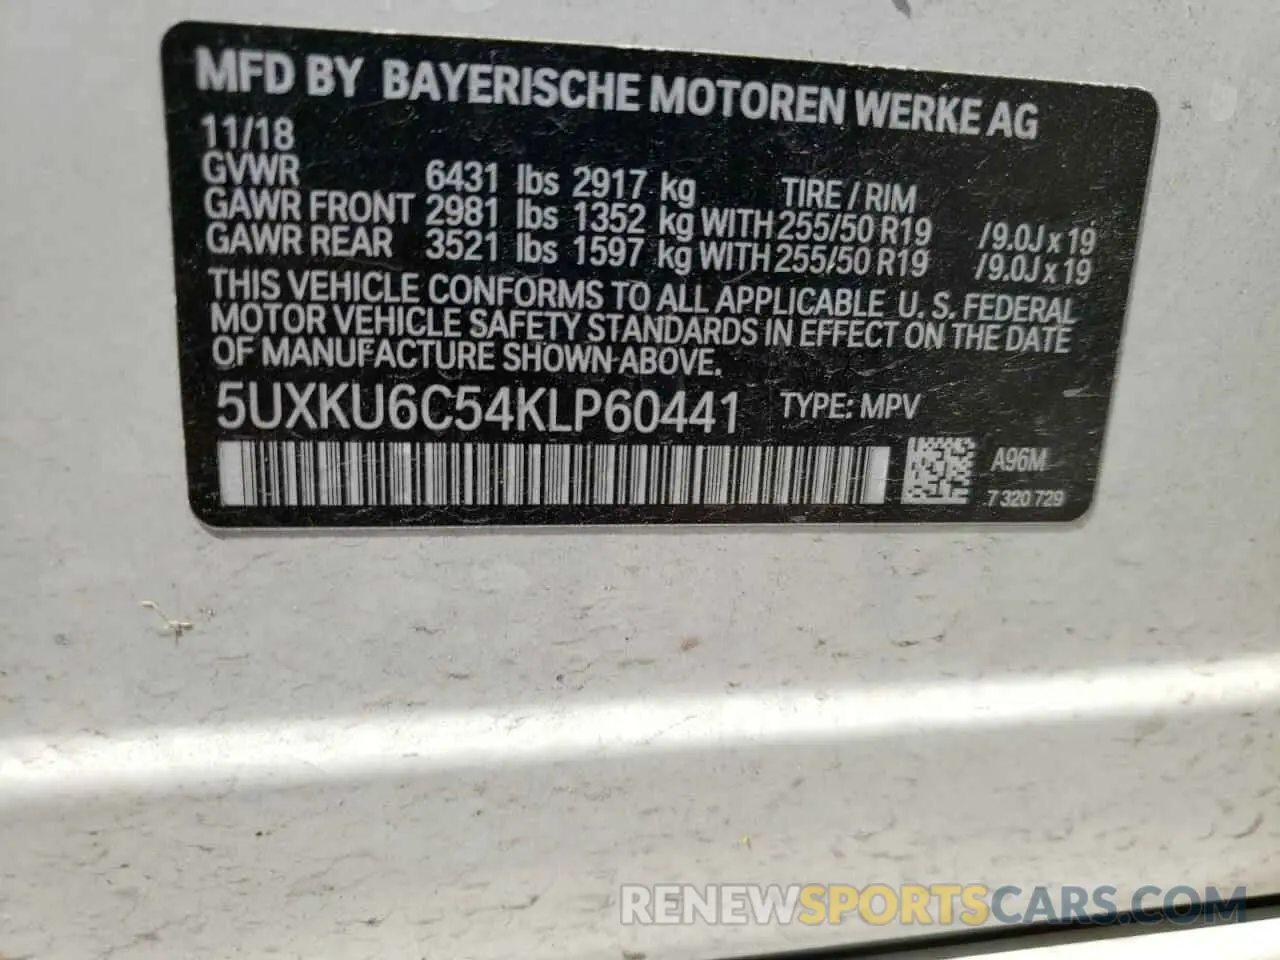 MFD BY BAYERISCHE MOTOREN WERKE AG
11/18
GVWR 6431 lbs 2917 kg TIRE / RIM
GAWR FRONT 2981 lbs 1352 kg WITH 255/50 R19 /9.0J x 19
GAWR REAR 3521 lbs 1597 kg WITH 255/50 R19 /9.0J x 19
THIS VEHICLE CONFORMS TO ALL APPLICABLE U. S. FEDERAL
MOTOR VEHICLE SAFETY STANDARDS IN EFFECT ON THE DATE
OF MANUFACTURE SHOWN ABOVE.
5UXKU6C54KLP60441 TYPE: MPV
A96M
7 320 729
RENEWSPORTSCARS.COM